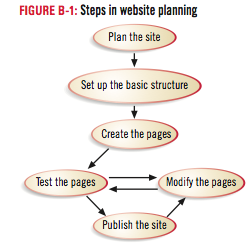 FIGURE B-1: Steps in website planning
Plan the site
Set up the basic structure
Create the pages
Test the pages
Modify the pages
Publish the site